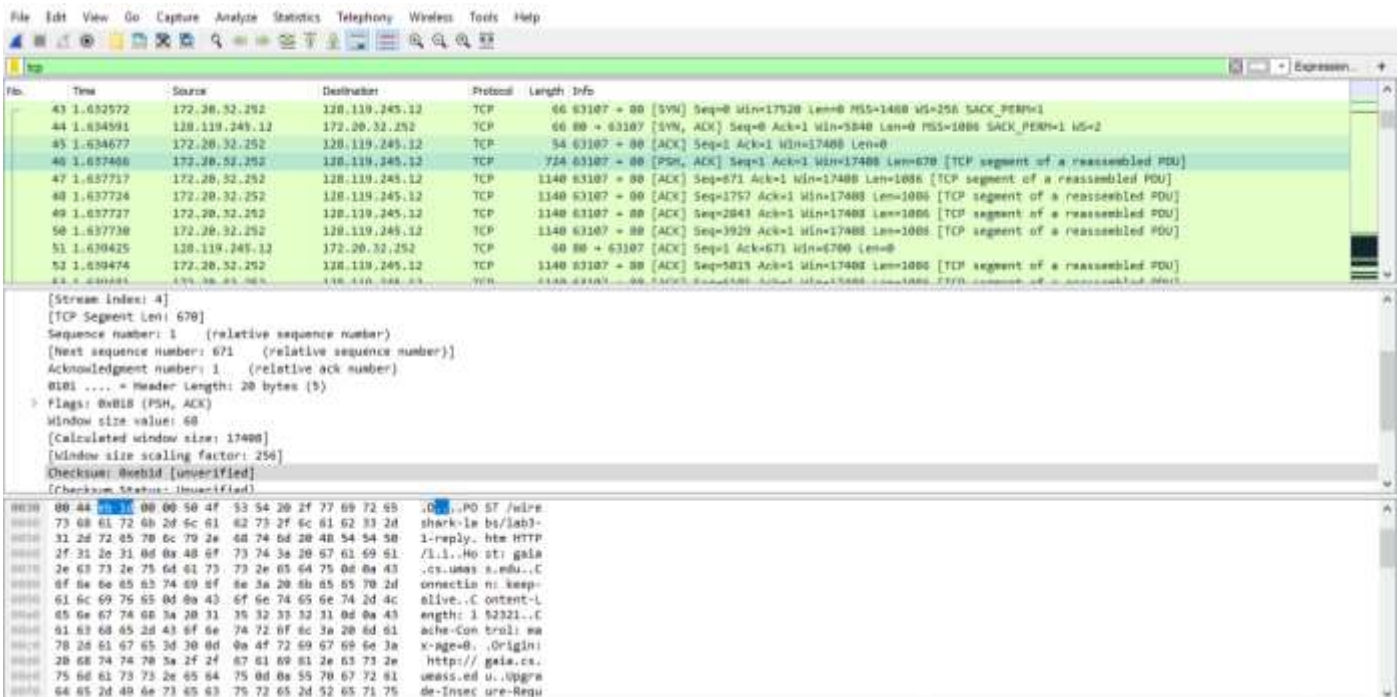 File Edit View Go Capture Analyze Statistics Telephony Wireless Tools Help
tcp
Expression... +
No. Time Source Destination Protocol Length Info
43 1.632572 172.20.32.252 128.119.245.12 TCP 66 63107 → 80 [SYN] Seq=0 Win=17520 Len=0 MSS=1460 WS=256 SACK_PERM=1
44 1.634591 128.119.245.12 172.20.32.252 TCP 66 80 → 63107 [SYN, ACK] Seq=0 Ack=1 Win=5840 Len=0 MSS=1086 SACK_PERM=1 WS=2
45 1.634677 172.20.32.252 128.119.245.12 TCP 54 63107 → 80 [ACK] Seq=1 Ack=1 Win=17408 Len=0
46 1.637466 172.20.32.252 128.119.245.12 TCP 724 63107 → 80 [PSH, ACK] Seq=1 Ack=1 Win=17408 Len=670 [TCP segment of a reassembled PDU]
47 1.637717 172.20.32.252 128.119.245.12 TCP 1140 63107 → 80 [ACK] Seq=671 Ack=1 Win=17408 Len=1086 [TCP segment of a reassembled PDU]
48 1.637724 172.20.32.252 128.119.245.12 TCP 1140 63107 → 80 [ACK] Seq=1757 Ack=1 Win=17408 Len=1086 [TCP segment of a reassembled PDU]
49 1.637727 172.20.32.252 128.119.245.12 TCP 1140 63107 → 80 [ACK] Seq=2843 Ack=1 Win=17408 Len=1086 [TCP segment of a reassembled PDU]
50 1.637730 172.20.32.252 128.119.245.12 TCP 1140 63107 → 80 [ACK] Seq=3929 Ack=1 Win=17408 Len=1086 [TCP segment of a reassembled PDU]
51 1.639425 128.119.245.12 172.20.32.252 TCP 60 80 → 63107 [ACK] Seq=1 Ack=671 Win=6700 Len=0
52 1.639474 172.20.32.252 128.119.245.12 TCP 1140 63107 → 80 [ACK] Seq=5015 Ack=1 Win=17408 Len=1086 [TCP segment of a reassembled PDU]
[Stream index: 4]
[TCP Segment Len: 670]
Sequence number: 1 (relative sequence number)
[Next sequence number: 671 (relative sequence number)]
Acknowledgment number: 1 (relative ack number)
0101 .... = Header Length: 20 bytes (5)
> Flags: 0x018 (PSH, ACK)
Window size value: 68
[Calculated window size: 17408]
[Window size scaling factor: 256]
Checksum: 0xeb1d [unverified]
[Checksum Status: Unverified]
0030 00 44 eb 1d 00 00 50 4f 53 54 20 2f 77 69 72 65 .D....PO ST /wire
73 68 61 72 6b 2d 6c 61 62 73 2f 6c 61 62 33 2d shark-la bs/lab3-
31 2d 72 65 70 6c 79 2e 68 74 6d 20 48 54 54 50 1-reply. htm HTTP
2f 31 2e 31 0d 0a 48 6f 73 74 3a 20 67 61 69 61 /1.1..Ho st: gaia
2e 63 73 2e 75 6d 61 73 73 2e 65 64 75 0d 0a 43 .cs.umas s.edu..C
6f 6e 6e 65 63 74 69 6f 6e 3a 20 6b 65 65 70 2d onnectio n: keep-
61 6c 69 76 65 0d 0a 43 6f 6e 74 65 6e 74 2d 4c alive..C ontent-L
65 6e 67 74 68 3a 20 31 35 32 33 32 31 0d 0a 43 ength: 1 52321..C
61 63 68 65 2d 43 6f 6e 74 72 6f 6c 3a 20 6d 61 ache-Con trol: ma
78 2d 61 67 65 3d 30 0d 0a 4f 72 69 67 69 6e 3a x-age=0. .Origin:
20 68 74 74 70 3a 2f 2f 67 61 69 61 2e 63 73 2e http:// gaia.cs.
75 6d 61 73 73 2e 65 64 75 0d 0a 55 70 67 72 61 umass.ed u..Upgra
64 65 2d 49 6e 73 65 63 75 72 65 2d 52 65 71 75 de-Insec ure-Requ